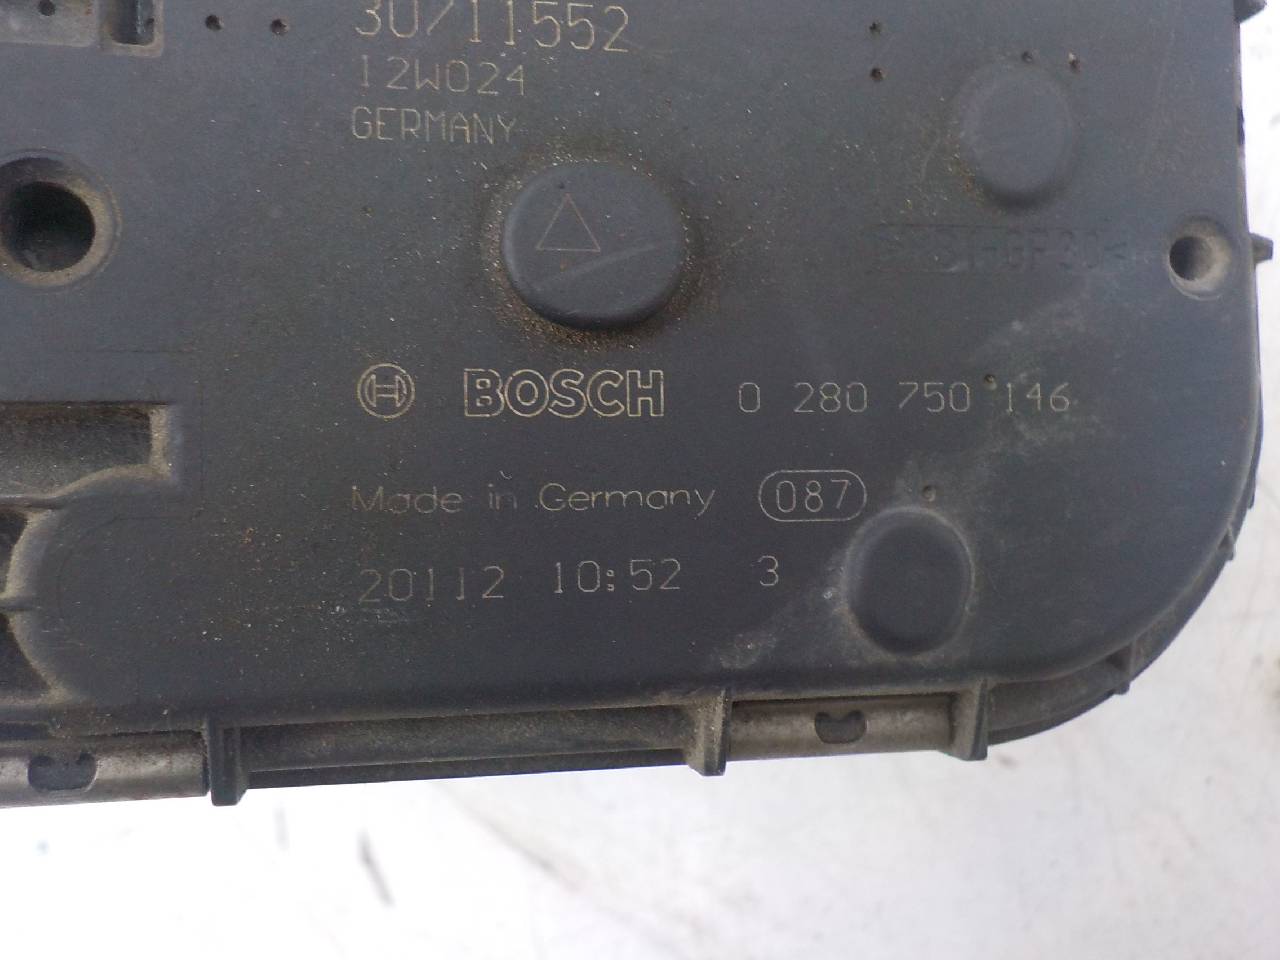 30711552
12W024
GERMANY
BOSCH 0 280 750 146
Made in Germany 087
20112 10:52 3